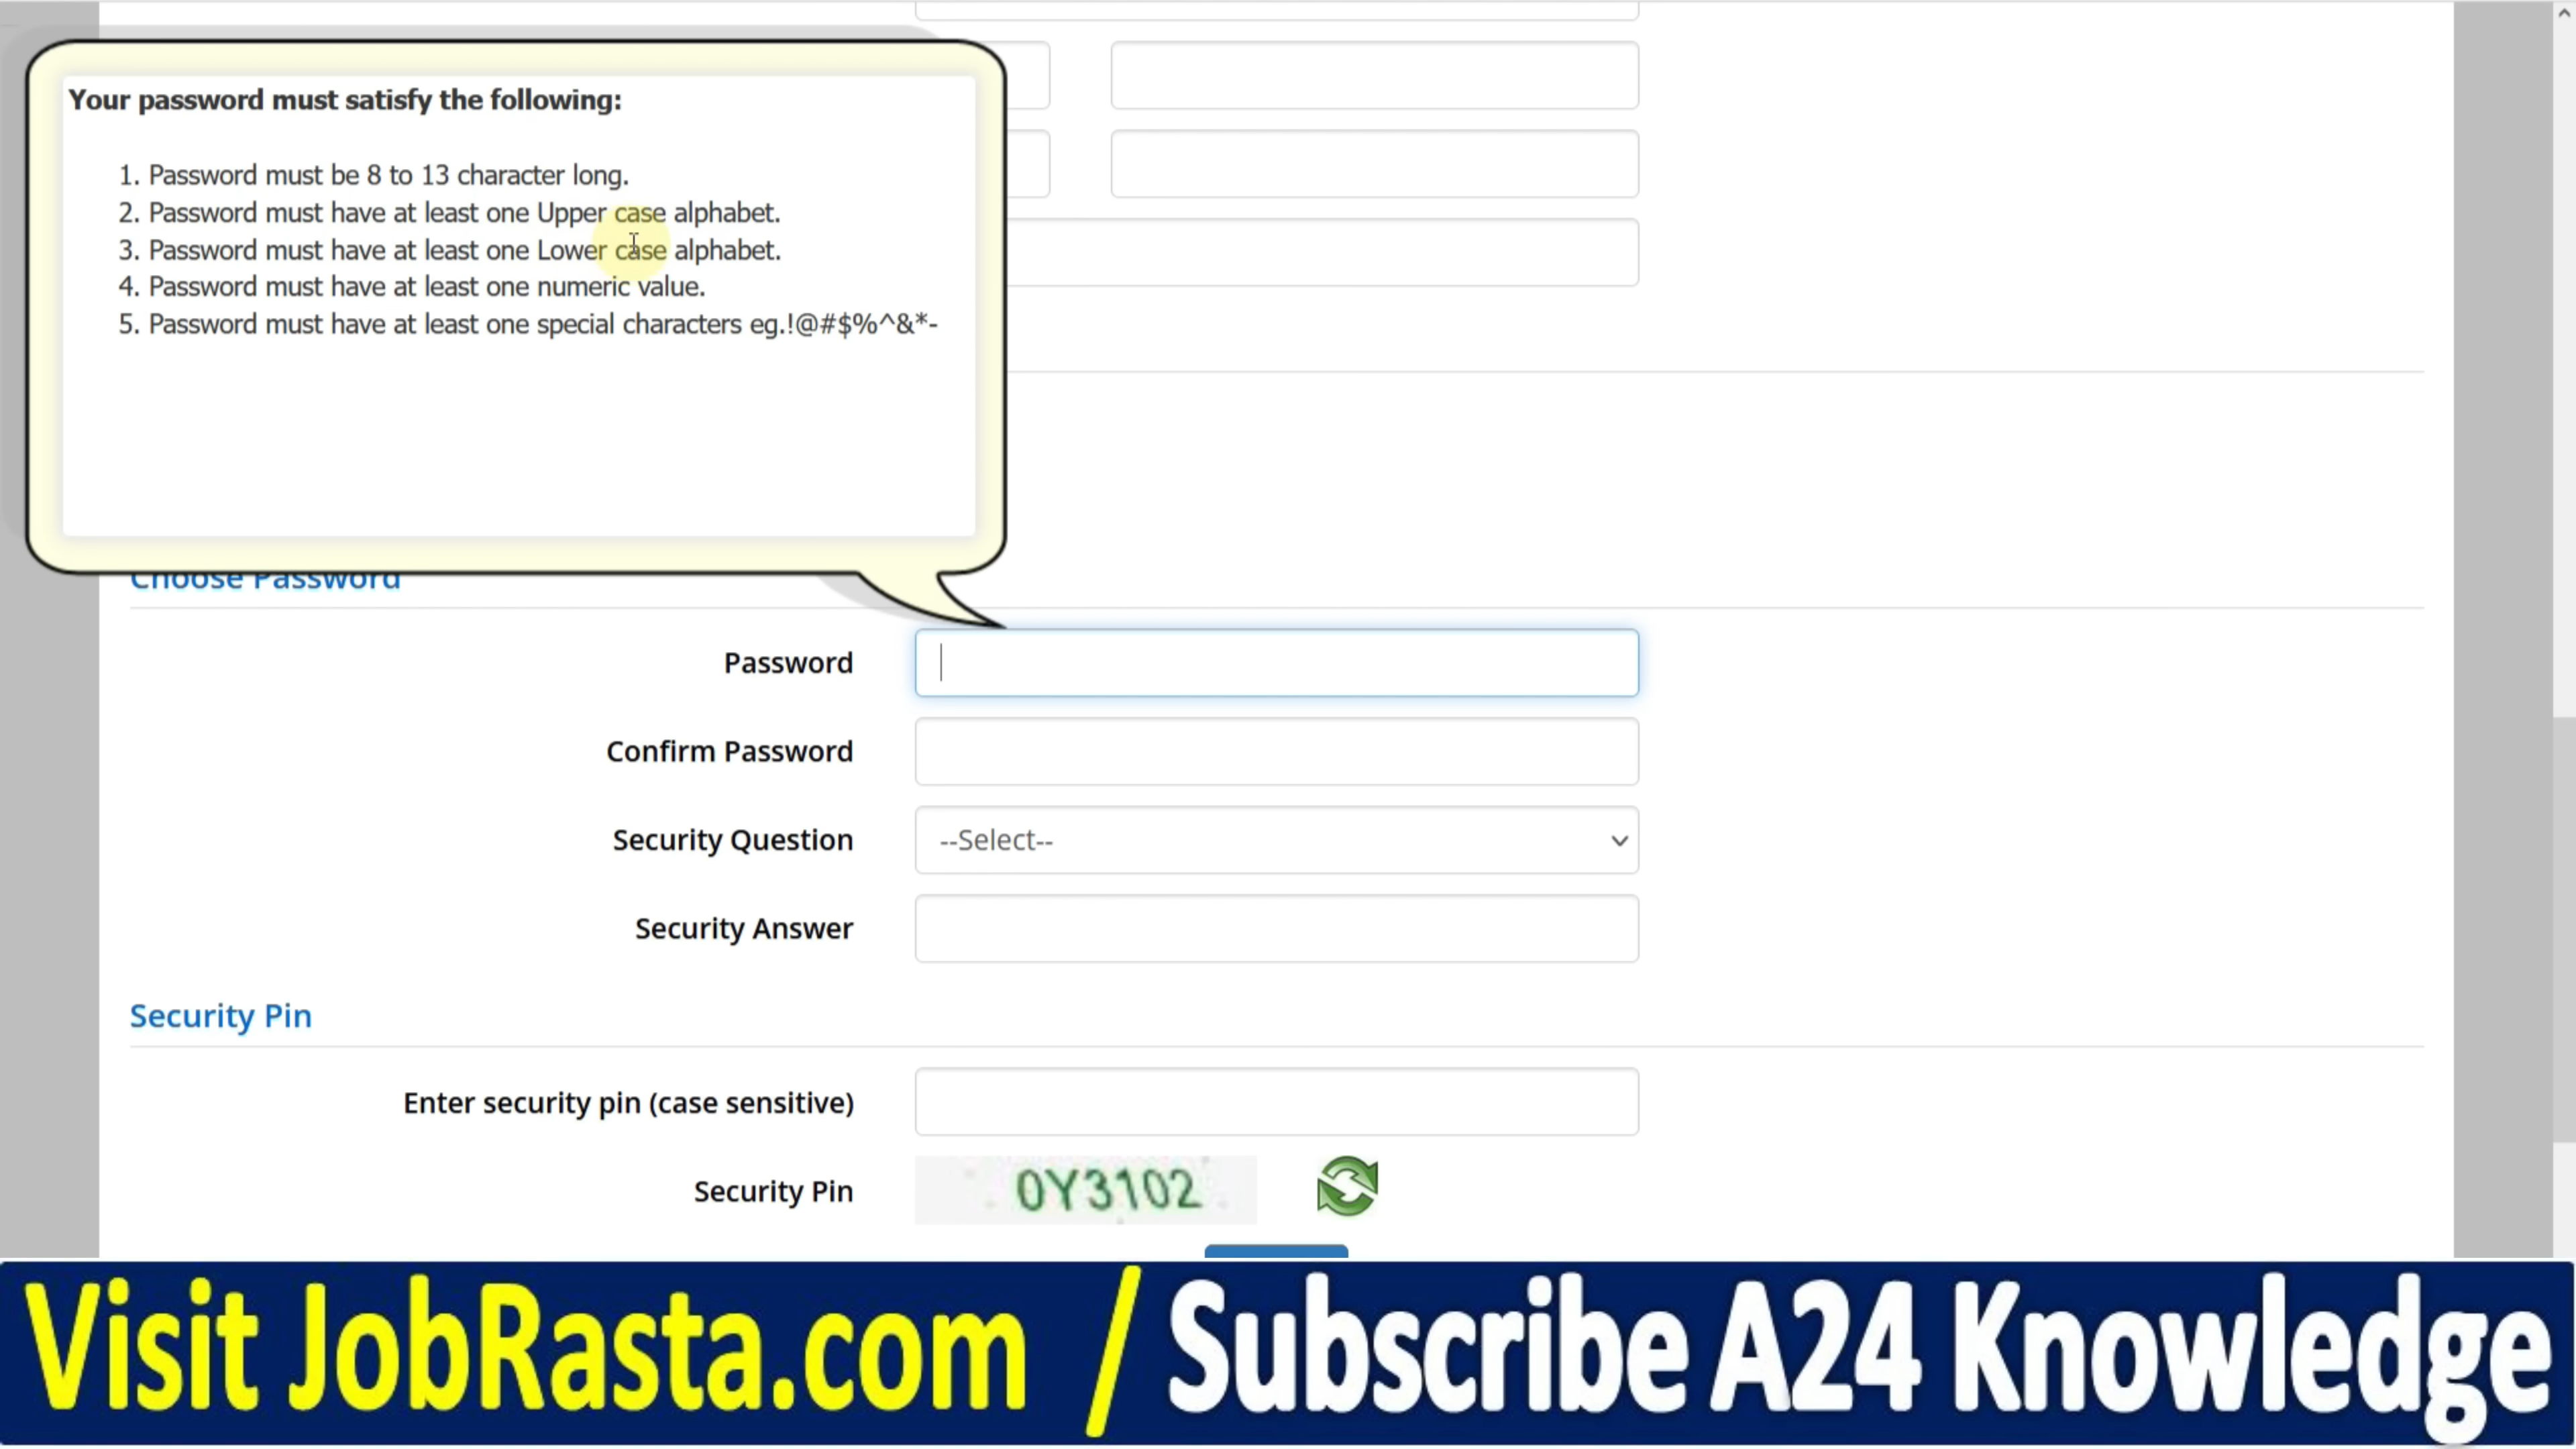 Your password must satisfy the following:
1. Password must be 8 to 13 character long.
2. Password must have at least one Upper case alphabet.
3. Password must have at least one Lower case alphabet.
4. Password must have at least one numeric value.
5. Password must have at least one special characters eg.!@#$%^&*-
Choose Password
Password
Confirm Password
Security Question --Select--
Security Answer
Security Pin
Enter security pin (case sensitive)
Security Pin 0Y3102
Visit JobRasta.com / Subscribe A24 Knowledge